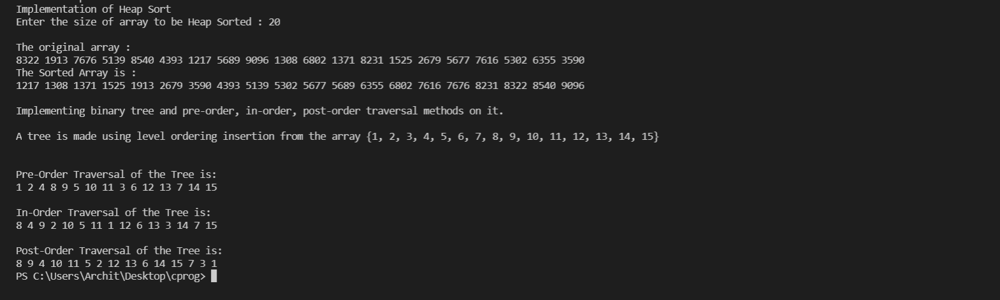 Implementation of Heap Sort
Enter the size of array to be Heap Sorted : 20
The original array :
8322 1913 7676 5139 8540 4393 1217 5689 9096 1308 6802 1371 8231 1525 2679 5677 7616 5302 6355 3590
The Sorted Array is :
1217 1308 1371 1525 1913 2679 3590 4393 5139 5302 5677 5689 6355 6802 7616 7676 8231 8322 8540 9096
Implementing binary tree and pre-order, in-order, post-order traversal methods on it.
A tree is made using level ordering insertion from the array {1, 2, 3, 4, 5, 6, 7, 8, 9, 10, 11, 12, 13, 14, 15}
Pre-Order Traversal of the Tree is:
1 2 4 8 9 5 10 11 3 6 12 13 7 14 15
In-Order Traversal of the Tree is:
8 4 9 2 10 5 11 1 12 6 13 3 14 7 15
Post-Order Traversal of the Tree is:
8 9 4 10 11 5 2 12 13 6 14 15 7 3 1
PS C:\Users\Archit\Desktop\cprog>